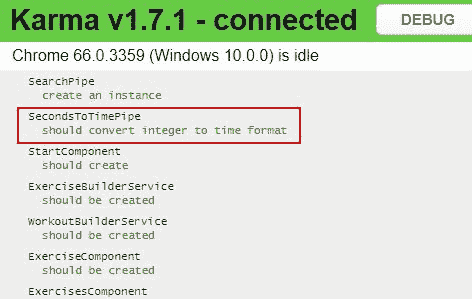 Karma v1.7.1 - connected
DEBUG
Chrome 66.0.3359 (Windows 10.0.0) is idle
SearchPipe
create an instance
SecondsToTimePipe
should convert integer to time format
StartComponent
should create
ExerciseBuilderService
should be created
WorkoutBuilderService
should be created
ExerciseComponent
should be created
ExercisesComponent